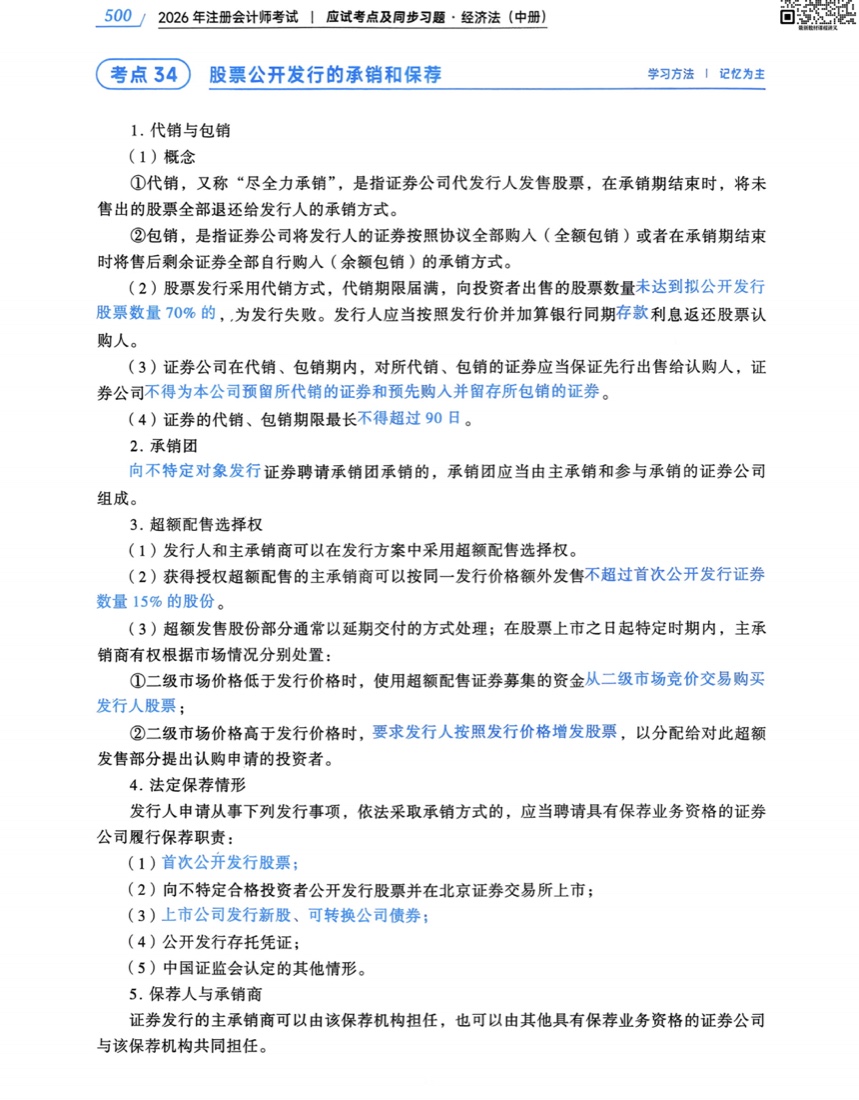 500
2026 年注册会计师考试 | 应试考点及同步习题·经济法（中册）
考点 34 股票公开发行的承销和保荐 学习方法 | 记忆为主
1. 代销与包销
（1）概念
①代销，又称“尽全力承销”，是指证券公司代发行人发售股票，在承销期结束时，将未
售出的股票全部退还给发行人的承销方式。
②包销，是指证券公司将发行人的证券按照协议全部购入（全额包销）或者在承销期结束
时将售后剩余证券全部自行购入（余额包销）的承销方式。
（2）股票发行采用代销方式，代销期限届满，向投资者出售的股票数量未达到拟公开发行
股票数量 70% 的，为发行失败。发行人应当按照发行价并加算银行同期存款利息返还股票认
购人。
（3）证券公司在代销、包销期内，对所代销、包销的证券应当保证先行出售给认购人，证
券公司不得为本公司预留所代销的证券和预先购入并留存所包销的证券。
（4）证券的代销、包销期限最长不得超过 90 日。
2. 承销团
向不特定对象发行证券聘请承销团承销的，承销团应当由主承销和参与承销的证券公司
组成。
3. 超额配售选择权
（1）发行人和主承销商可以在发行方案中采用超额配售选择权。
（2）获得授权超额配售的主承销商可以按同一发行价格额外发售不超过首次公开发行证券
数量 15% 的股份。
（3）超额发售股份部分通常以延期交付的方式处理；在股票上市之日起特定时期内，主承
销商有权根据市场情况分别处置：
①二级市场价格低于发行价格时，使用超额配售证券募集的资金从二级市场竞价交易购买
发行人股票；
②二级市场价格高于发行价格时，要求发行人按照发行价格增发股票，以分配给对此超额
发售部分提出认购申请的投资者。
4. 法定保荐情形
发行人申请从事下列发行事项，依法采取承销方式的，应当聘请具有保荐业务资格的证券
公司履行保荐职责：
（1）首次公开发行股票；
（2）向不特定合格投资者公开发行股票并在北京证券交易所上市；
（3）上市公司发行新股、可转换公司债券；
（4）公开发行存托凭证；
（5）中国证监会认定的其他情形。
5. 保荐人与承销商
证券发行的主承销商可以由该保荐机构担任，也可以由其他具有保荐业务资格的证券公司
与该保荐机构共同担任。